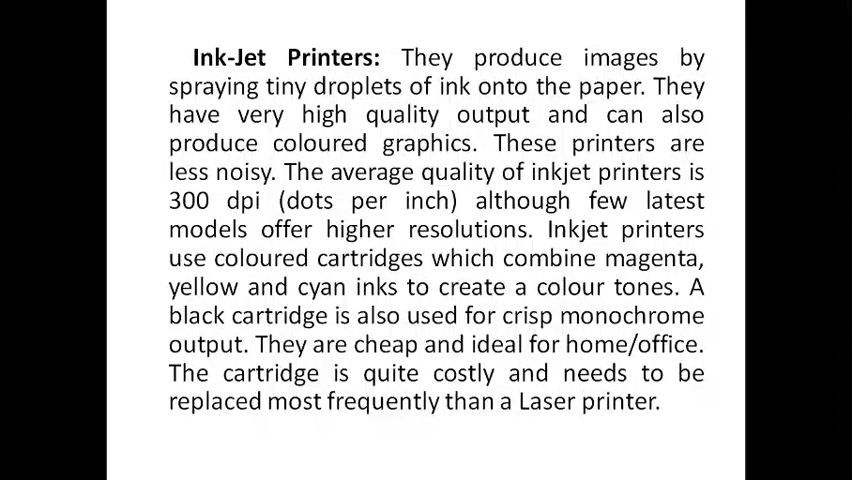 Ink-Jet Printers: They produce images by
spraying tiny droplets of ink onto the paper. They
have very high quality output and can also
produce coloured graphics. These printers are
less noisy. The average quality of inkjet printers is
300 dpi (dots per inch) although few latest
models offer higher resolutions. Inkjet printers
use coloured cartridges which combine magenta,
yellow and cyan inks to create a colour tones. A
black cartridge is also used for crisp monochrome
output. They are cheap and ideal for home/office.
The cartridge is quite costly and needs to be
replaced most frequently than a Laser printer.